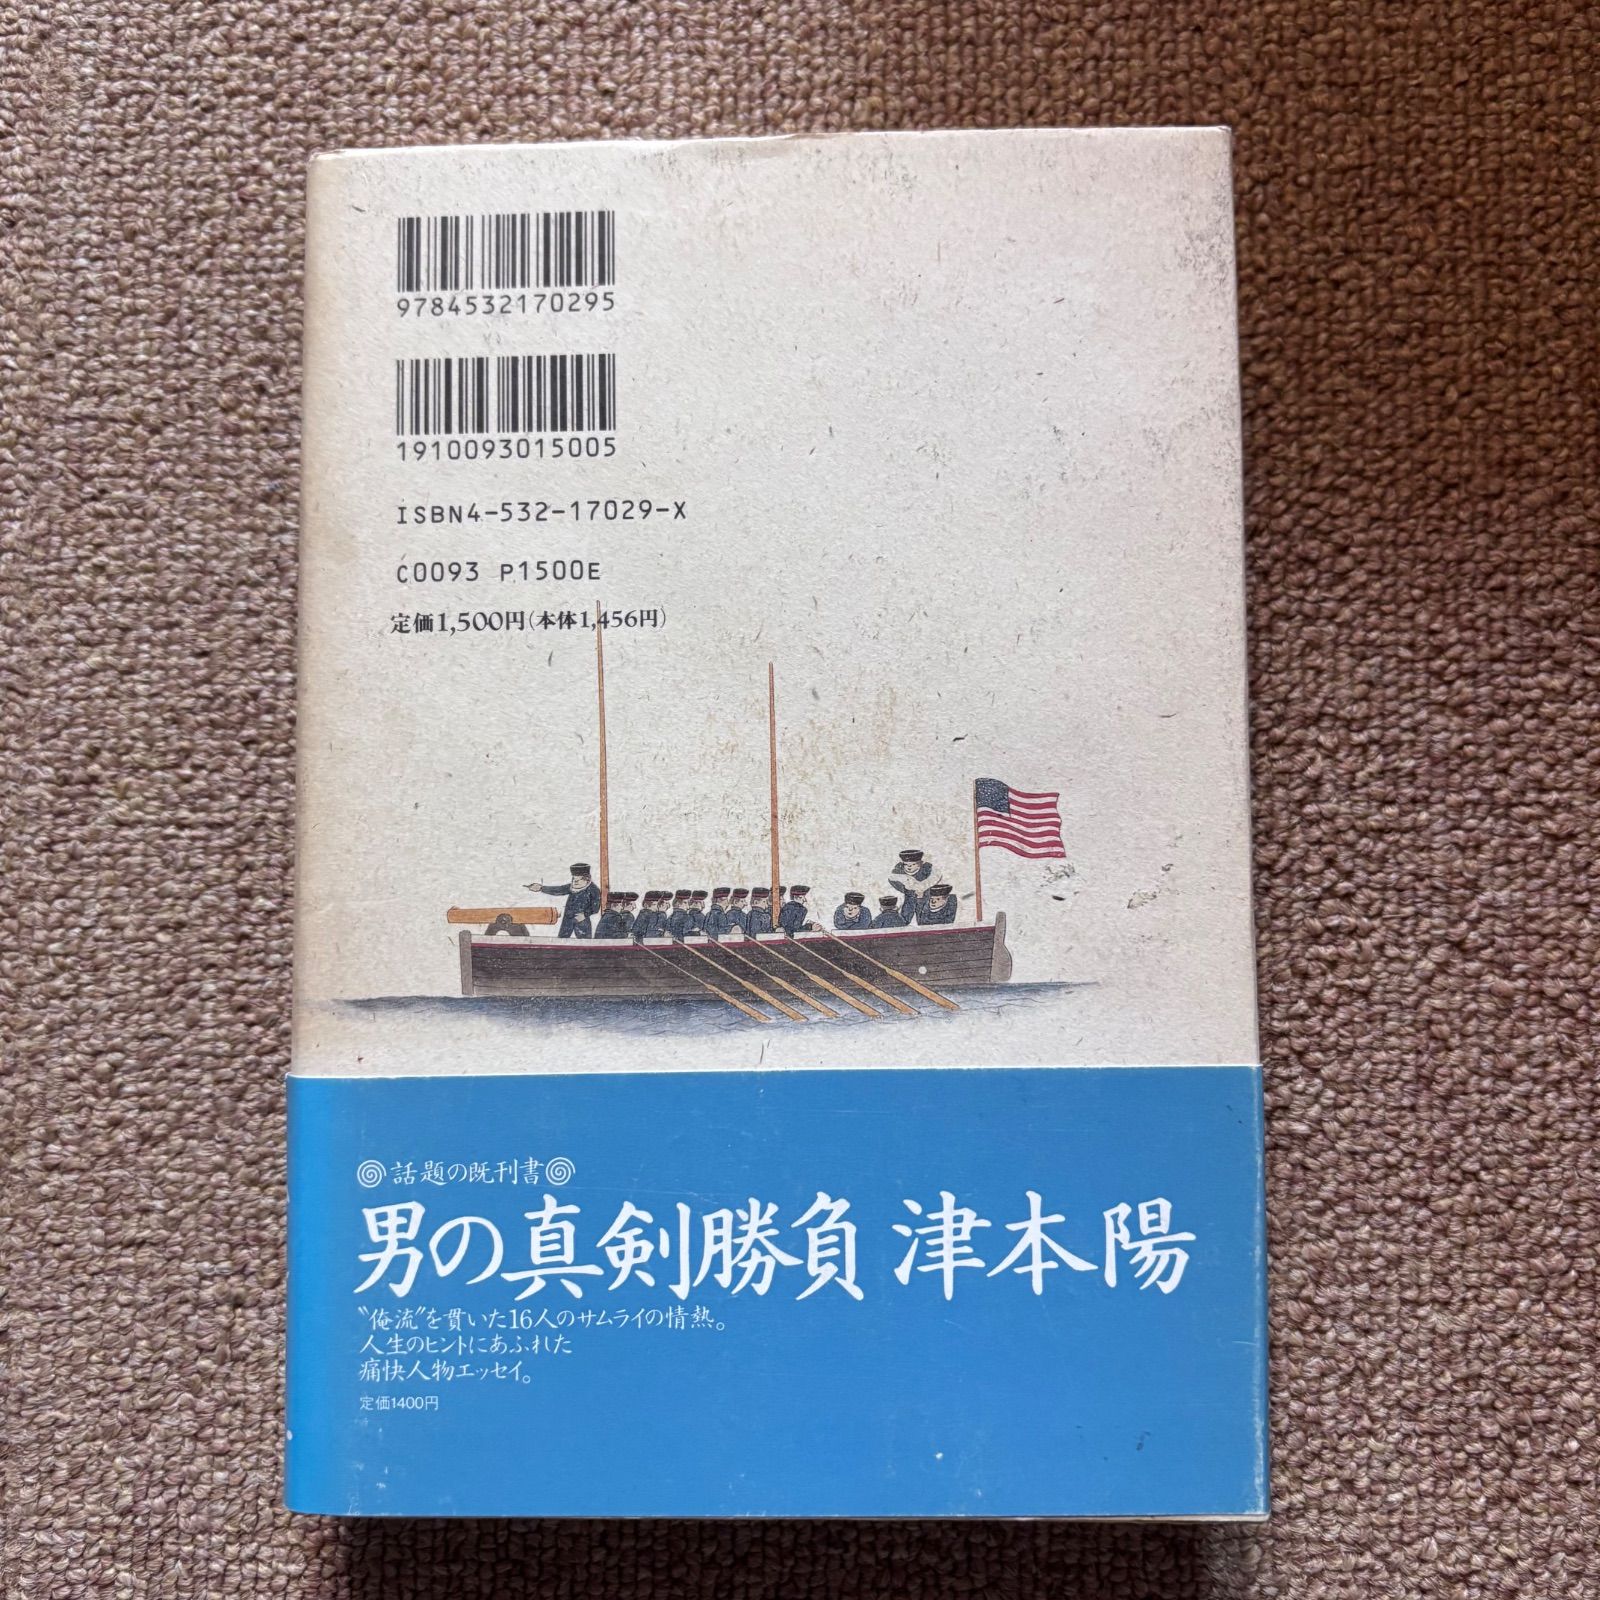 9784532170295
1910093015005
ISBN4-532-17029-X
C0093 P1500E
定価1,500円(本体1,456円)
話題の既刊書
男の真剣勝負 津本陽
〝俺流〟を貫いた16人のサムライの情熱。
人生のヒントにあふれた
痛快人物エッセイ。
定価1400円